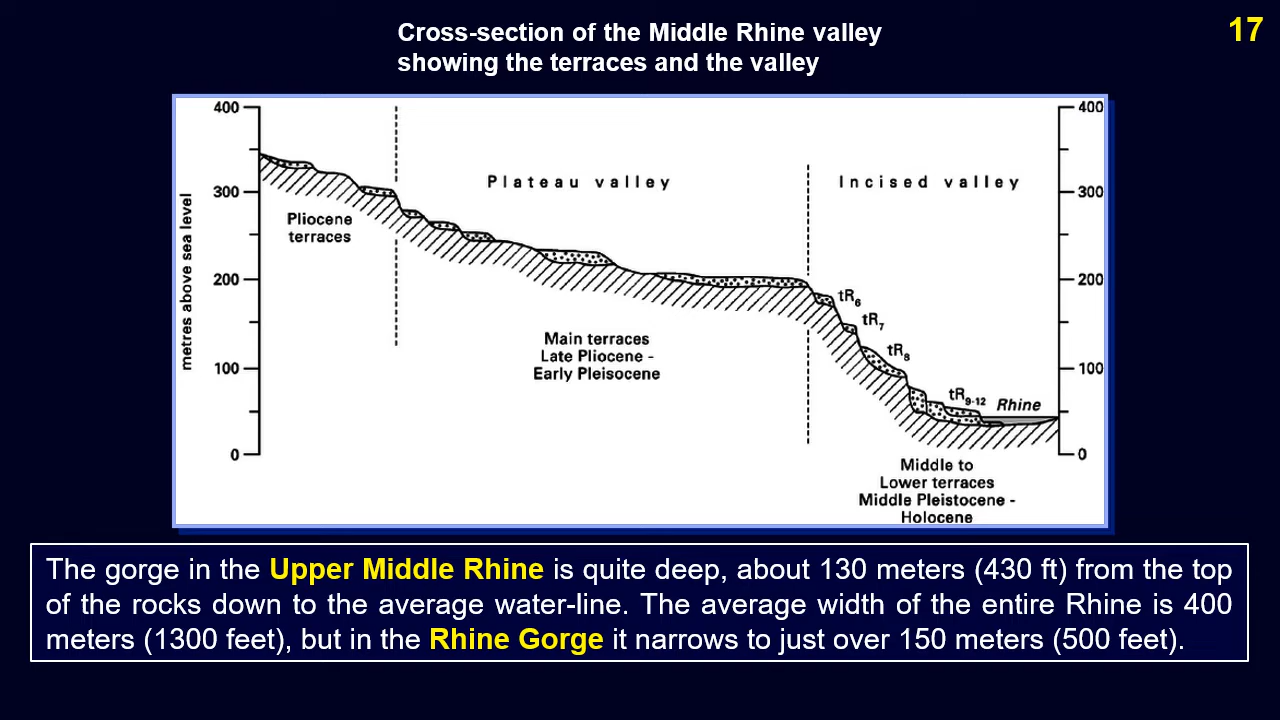 Cross-section of the Middle Rhine valley
showing the terraces and the valley
17
400
300
200
100
0
metres above sea level
Pliocene
terraces
Plateau valley
Main terraces
Late Pliocene -
Early Pleisocene
Incised valley
tR6
tR7
tR8
tR9-12
Rhine
400
300
200
100
0
Middle to
Lower terraces
Middle Pleistocene -
Holocene
The gorge in the Upper Middle Rhine is quite deep, about 130 meters (430 ft) from the top
of the rocks down to the average water-line. The average width of the entire Rhine is 400
meters (1300 feet), but in the Rhine Gorge it narrows to just over 150 meters (500 feet).